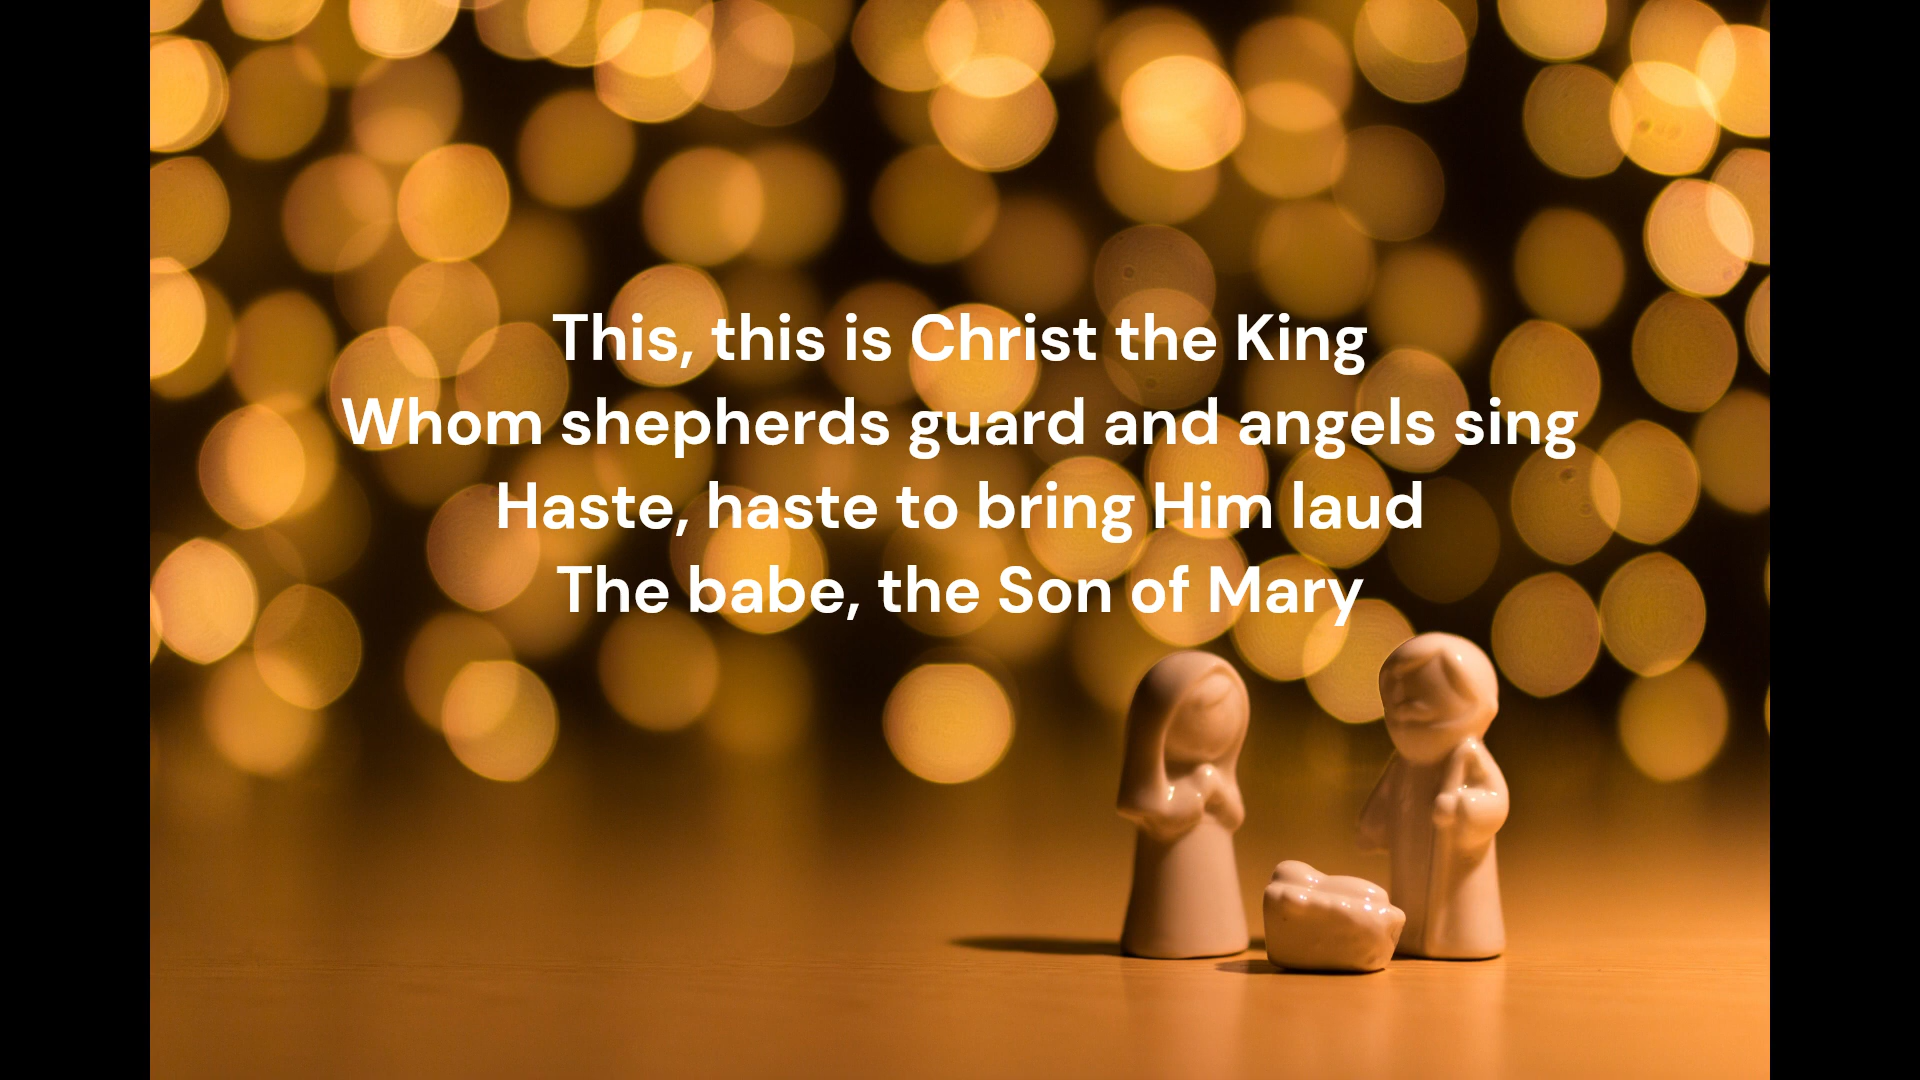 This, this is Christ the King
Whom shepherds guard and angels sing
Haste, haste to bring Him laud
The babe, the Son of Mary